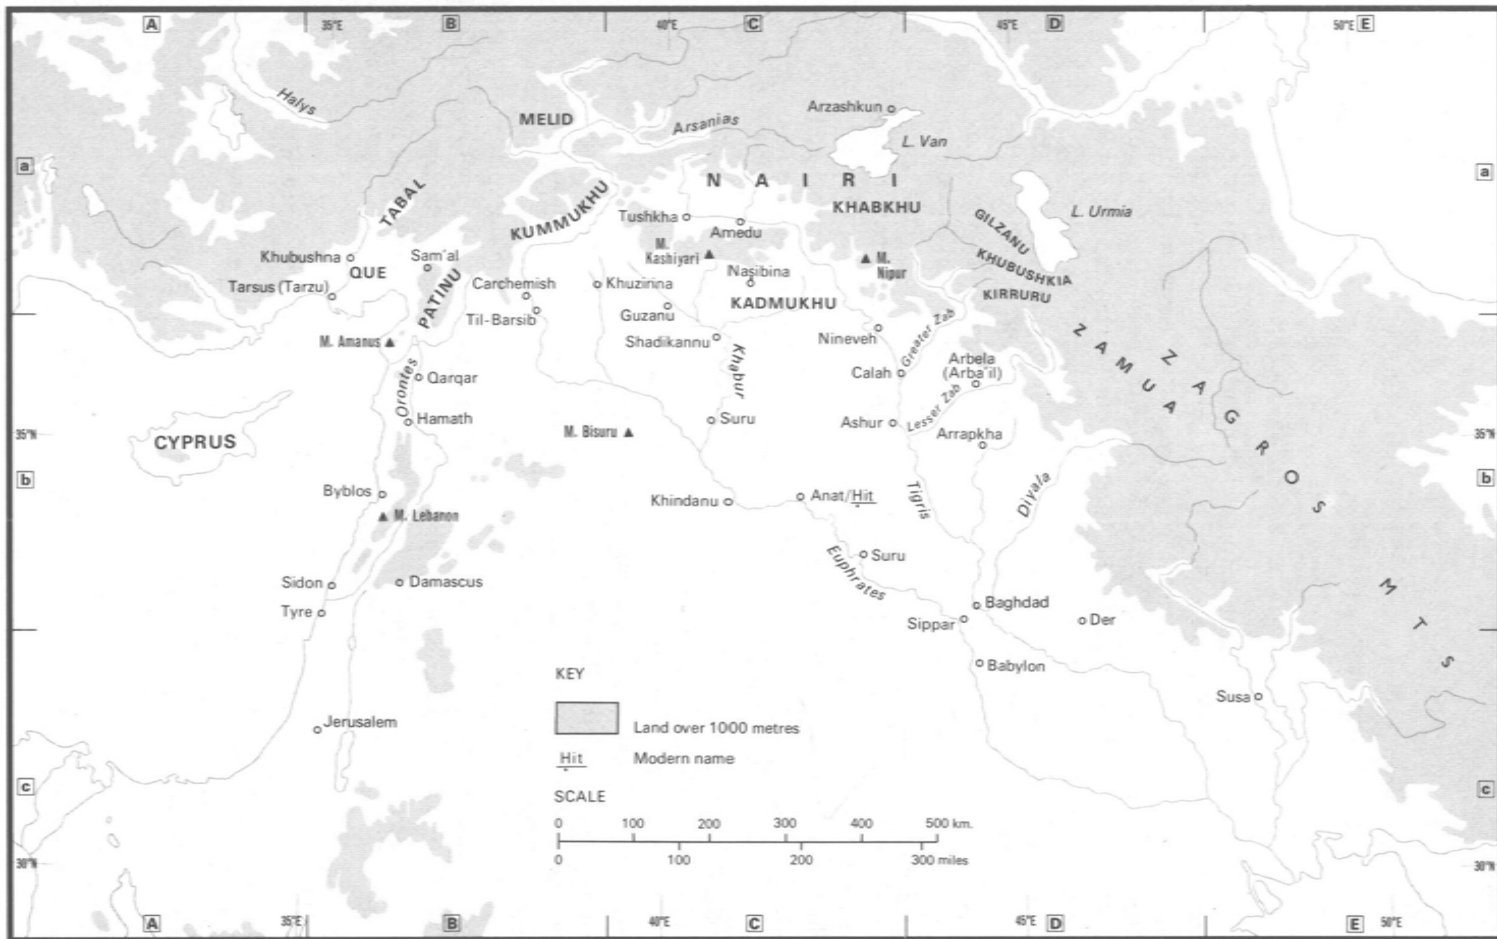 A
35°E
B
40°E
C
45°E
D
50°E
E
Halys
MELID
Arsanias
Arzashkun
L. Van
a
a
NAIRI
TABAL
KUMMUKHU
KHABKHU
L. Urmia
Tushkha
Amedu
GILZANU
M.
Kashiyari
Khubushna
QUE
Sam'al
M.
Nipur
KHUBUSHKIA
Nasibina
Tarsus (Tarzu)
Carchemish
Khuzirina
KADMUKHU
KIRRURU
PATINU
Til-Barsib
Guzanu
ZAMUA
ZAGROS MTS
M. Amanus
Shadikannu
Nineveh
Greater Zab
Khabur
Arbela
(Arba'il)
Orontes
Qarqar
Calah
Lesser Zab
Hamath
Suru
Ashur
Arrapkha
35°N
CYPRUS
M. Bisuru
35°N
b
b
Byblos
Khindanu
Anat/Hit
Tigris
Diyala
M. Lebanon
Euphrates
Suru
Sidon
Damascus
Tyre
Baghdad
Sippar
Der
Babylon
KEY
Susa
Jerusalem
Land over 1000 metres
Hit
Modern name
c
c
SCALE
0 100 200 300 400 500 km.
0 100 200 300 miles
30°N
30°N
A
35°E
B
40°E
C
45°E
D
E
50°E